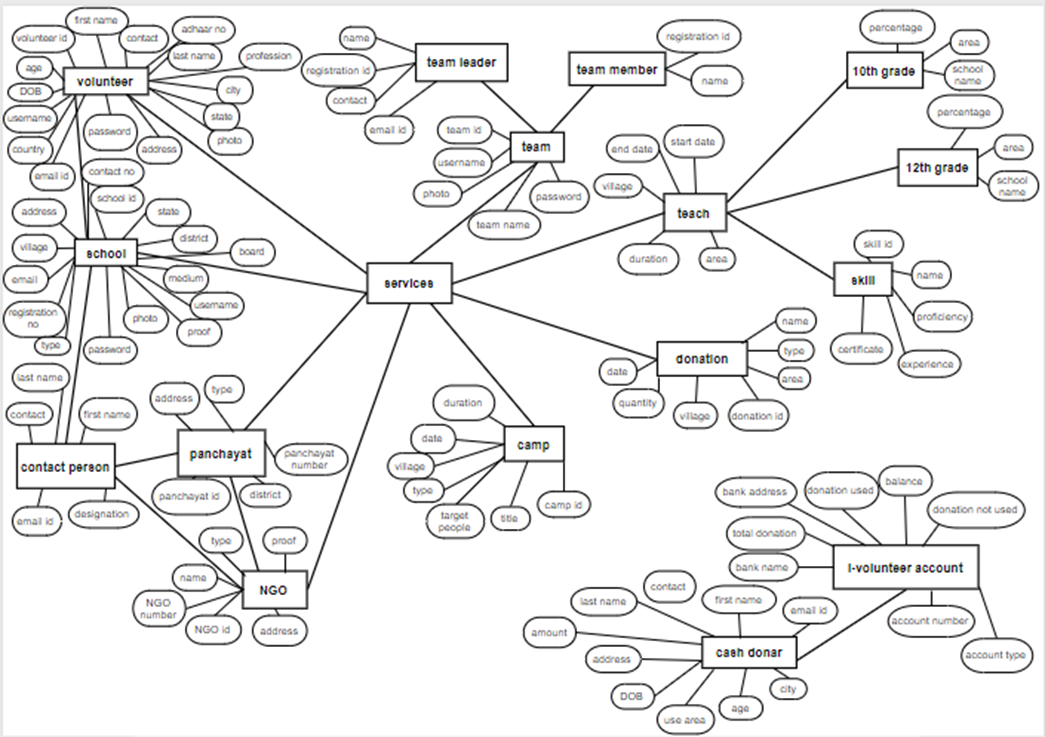 first name
volunteer id
contact
adhaar no
last name
profession
age
volunteer
DOB
city
username
state
password
photo
country
address
email id
contact no
name
team leader
registration id
contact
email id
registration id
team member
name
team id
team
username
photo
password
team name
percentage
10th grade
area
school
name
percentage
12th grade
area
school
name
end date
start date
village
teach
duration
area
school id
address
state
district
village
school
board
email
medium
registration
no
username
photo
proof
type
password
services
skill id
skill
name
proficiency
certificate
experience
name
donation
type
date
area
quantity
village
donation id
last name
contact
first name
contact person
email id
designation
address
type
panchayat
panchayat
number
panchayat id
district
duration
date
camp
village
type
target
people
title
camp id
type
proof
name
NGO
NGO
number
NGO id
address
bank address
donation used
balance
donation not used
total donation
bank name
I-volunteer account
account number
account type
contact
last name
first name
email id
amount
cash donar
address
DOB
city
age
use area